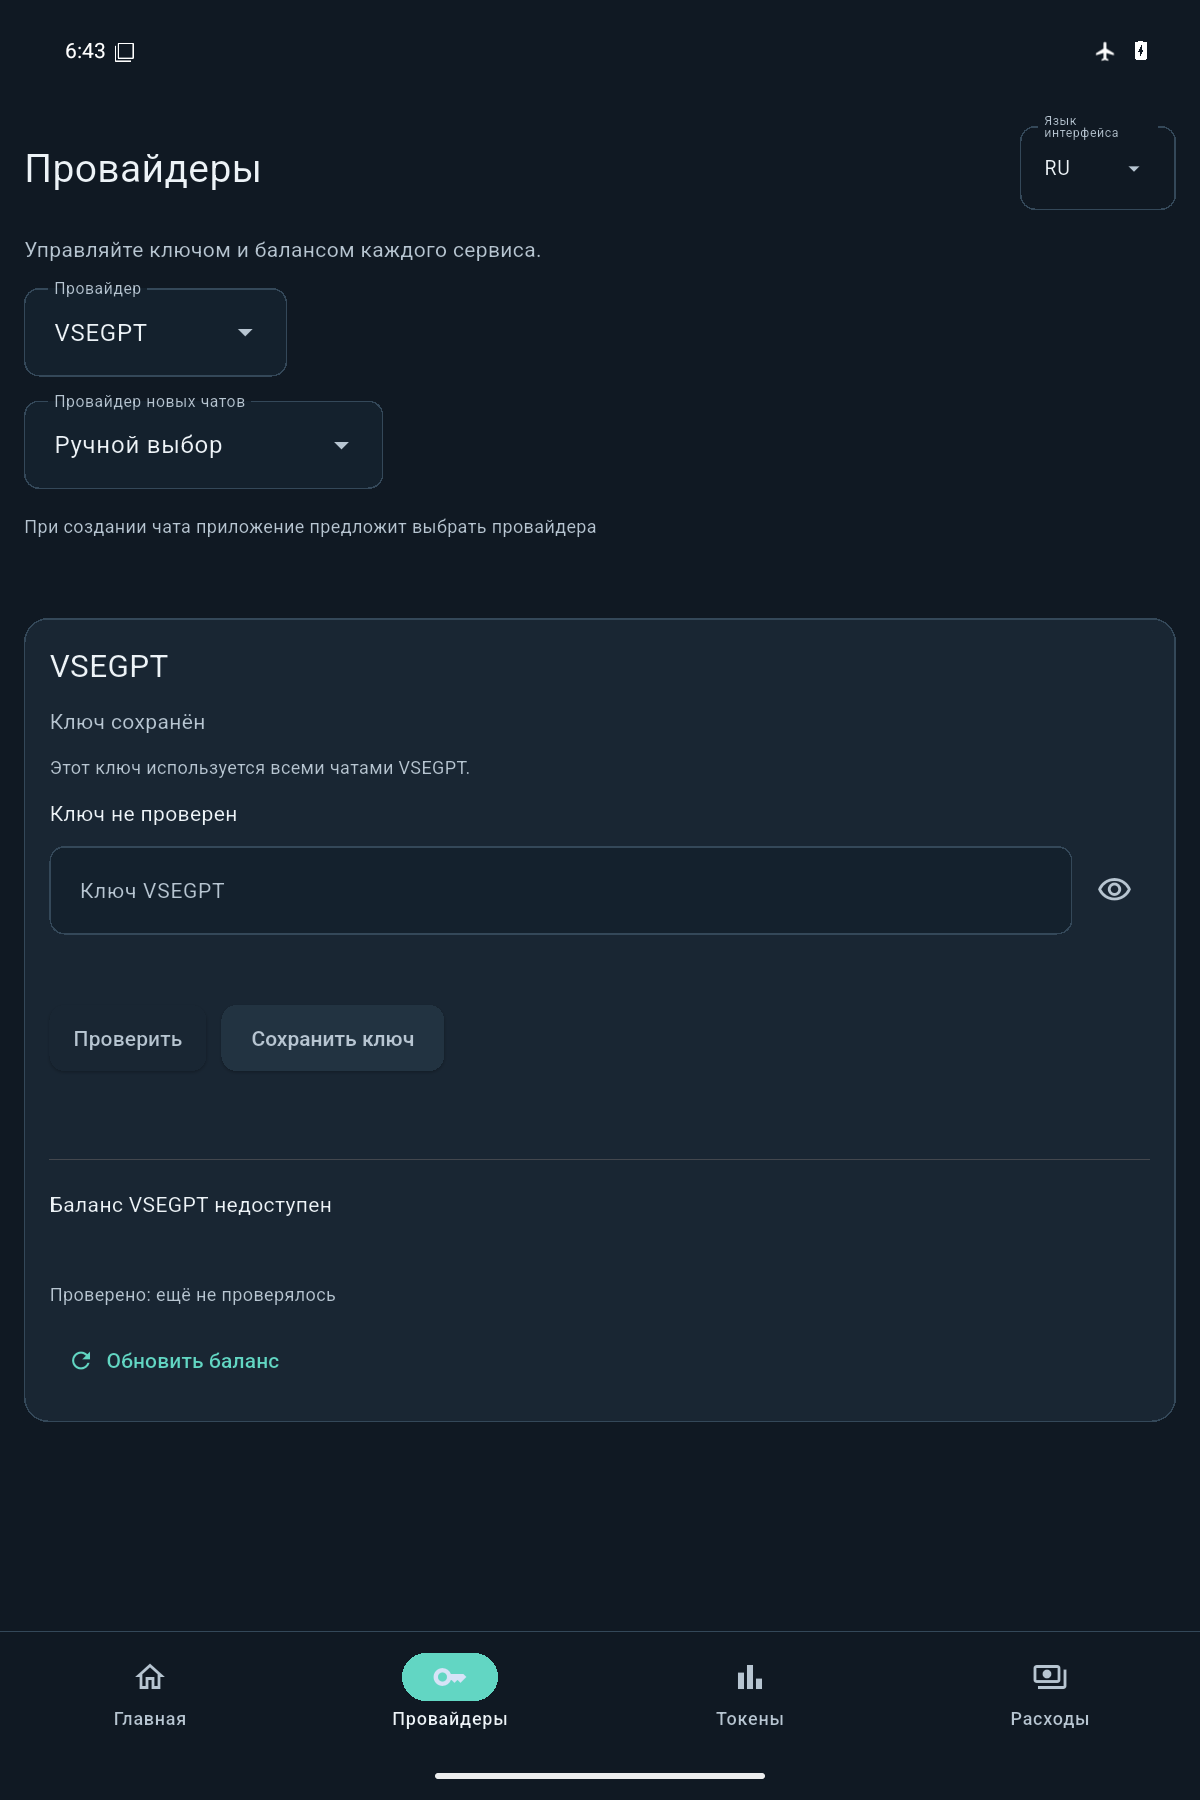 6:43
Язык
интерфейса
Провайдеры
RU
Управляйте ключом и балансом каждого сервиса.
Провайдер
VSEGPT
Провайдер новых чатов
Ручной выбор
При создании чата приложение предложит выбрать провайдера
VSEGPT
Ключ сохранён
Этот ключ используется всеми чатами VSEGPT.
Ключ не проверен
Ключ VSEGPT
Проверить
Сохранить ключ
Баланс VSEGPT недоступен
Проверено: ещё не проверялось
Обновить баланс
Главная
Провайдеры
Токены
Расходы